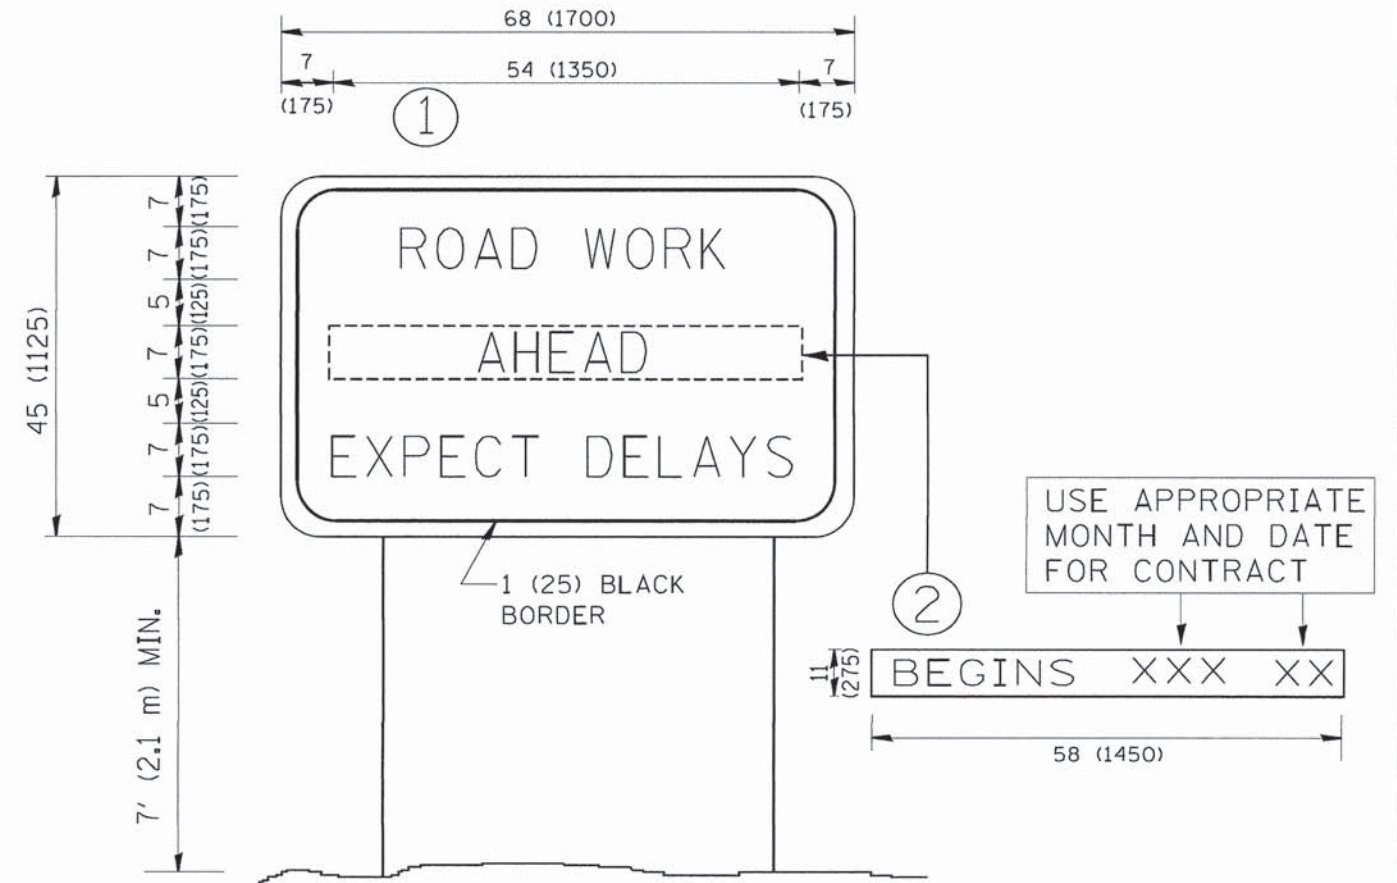 68 (1700)
7 54 (1350) 7
(175) (175)
1
45 (1125)
7 (175)
7 (175)
5 (125)
7 (175)
5 (125)
7 (175)
7 (175)
7' (2.1 m) MIN.
ROAD WORK
AHEAD
EXPECT DELAYS
1 (25) BLACK
BORDER
2
USE APPROPRIATE
MONTH AND DATE
FOR CONTRACT
11 (275)
BEGINS XXX XX
58 (1450)